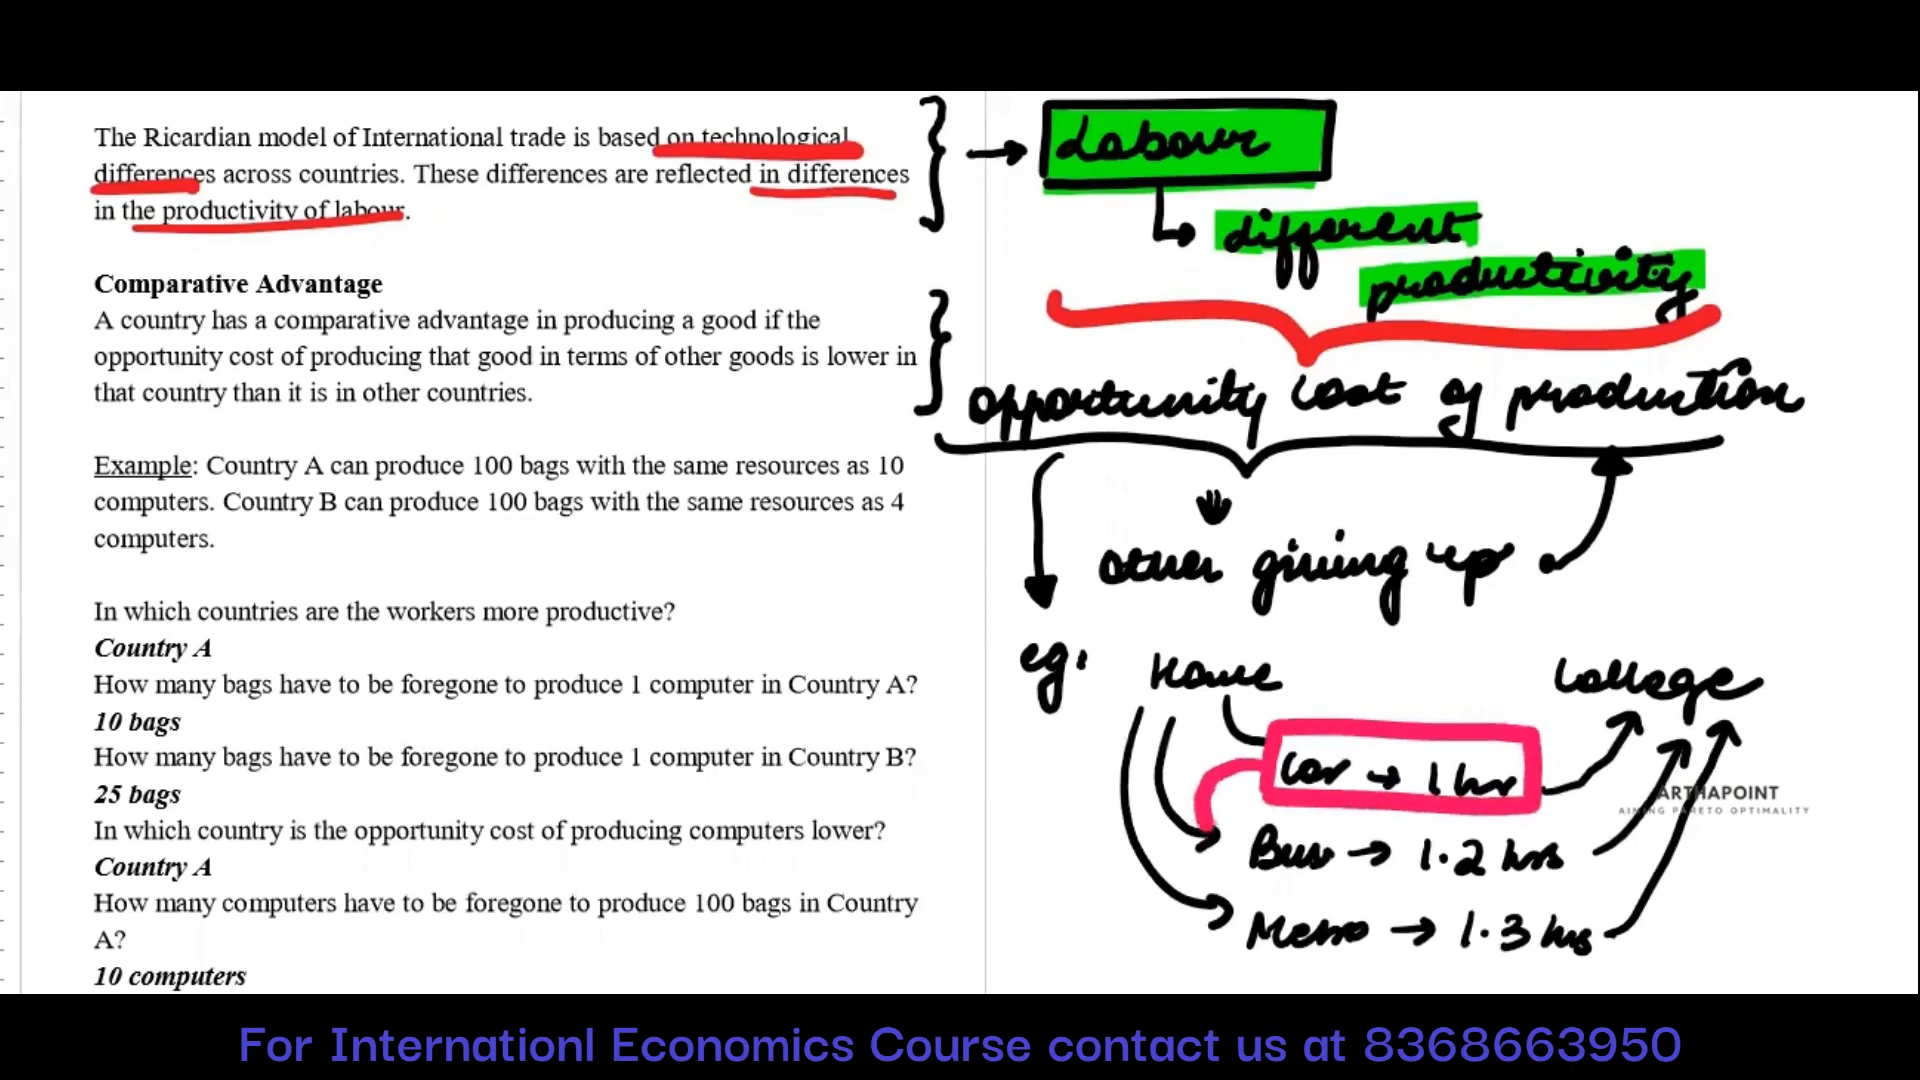 The Ricardian model of International trade is based on technological
differences across countries. These differences are reflected in differences
in the productivity of labour.
Comparative Advantage
A country has a comparative advantage in producing a good if the
opportunity cost of producing that good in terms of other goods is lower in
that country than it is in other countries.
Example: Country A can produce 100 bags with the same resources as 10
computers. Country B can produce 100 bags with the same resources as 4
computers.
In which countries are the workers more productive?
Country A
How many bags have to be foregone to produce 1 computer in Country A?
10 bags
How many bags have to be foregone to produce 1 computer in Country B?
25 bags
In which country is the opportunity cost of producing computers lower?
Country A
How many computers have to be foregone to produce 100 bags in Country
A?
10 computers
Labour
different
productivity
opportunity cost of production
giving up
eg:
College
Car → 1 hr
ARTHAPOINT
AIMING PARETO OPTIMALITY
Bus → 1.2 hrs
Metro → 1.3 hrs
For Internationl Economics Course contact us at 8368663950